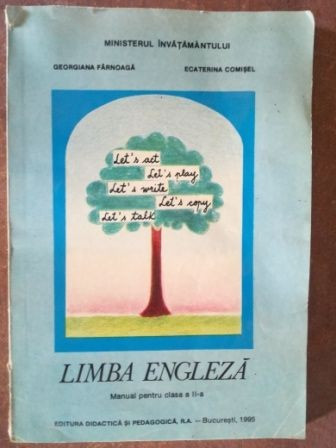 MINISTERUL ÎNVĂȚĂMÂNTULUI
GEORGIANA FĂRNOAGĂ ECATERINA COMIȘEL
Let's act
Let's play
Let's write
Let's copy
Let's talk
LIMBA ENGLEZĂ
Manual pentru clasa a II-a
EDITURA DIDACTICĂ ȘI PEDAGOGICĂ, R.A. — București, 1995